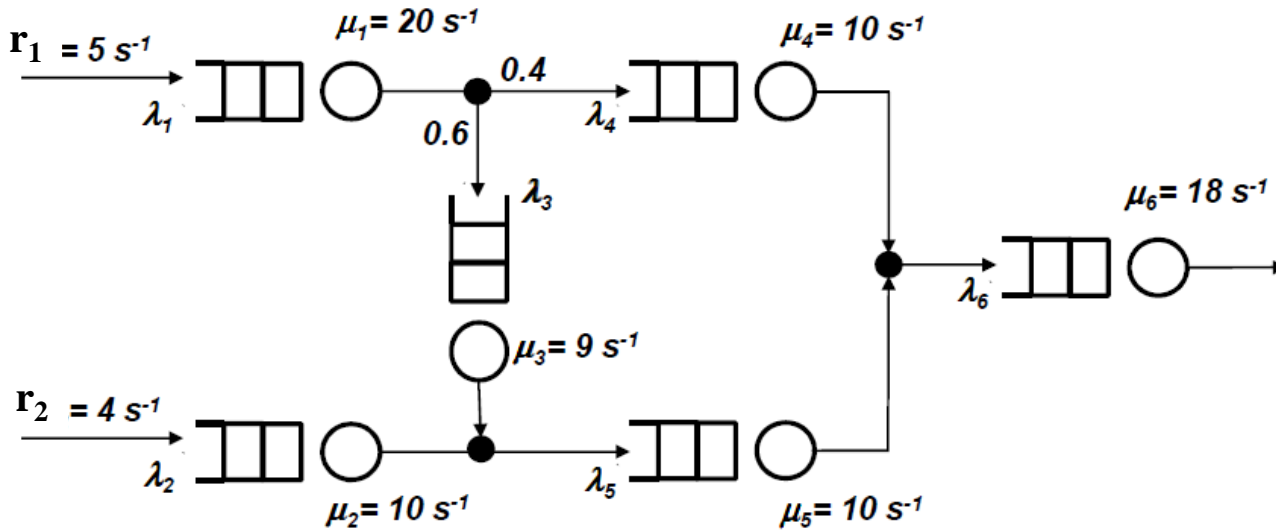 r₁ = 5 s⁻¹
μ₁= 20 s⁻¹
μ₄= 10 s⁻¹
λ₁
0.4
λ₄
0.6
λ₃
μ₆= 18 s⁻¹
λ₆
μ₃= 9 s⁻¹
r₂ = 4 s⁻¹
λ₂
λ₅
μ₂= 10 s⁻¹
μ₅= 10 s⁻¹